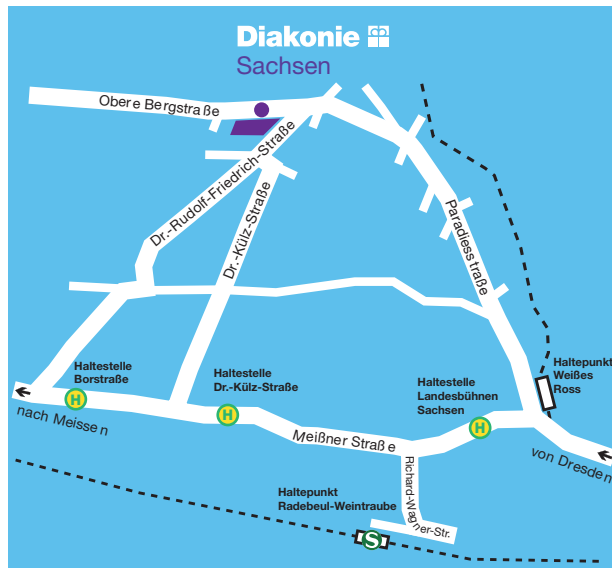 Diakonie
Sachsen
Obere Bergstraße
Dr.-Rudolf-Friedrich-Straße
Dr.-Külz-Straße
Paradiesstraße
Haltestelle
Borstraße
H
nach Meissen
Haltestelle
Dr.-Külz-Straße
H
Haltestelle
Landesbühnen
Sachsen
H
Haltepunkt
Weißes
Ross
von Dresden
Meißner Straße
Richard-Wagner-Str.
Haltepunkt
Radebeul-Weintraube
S